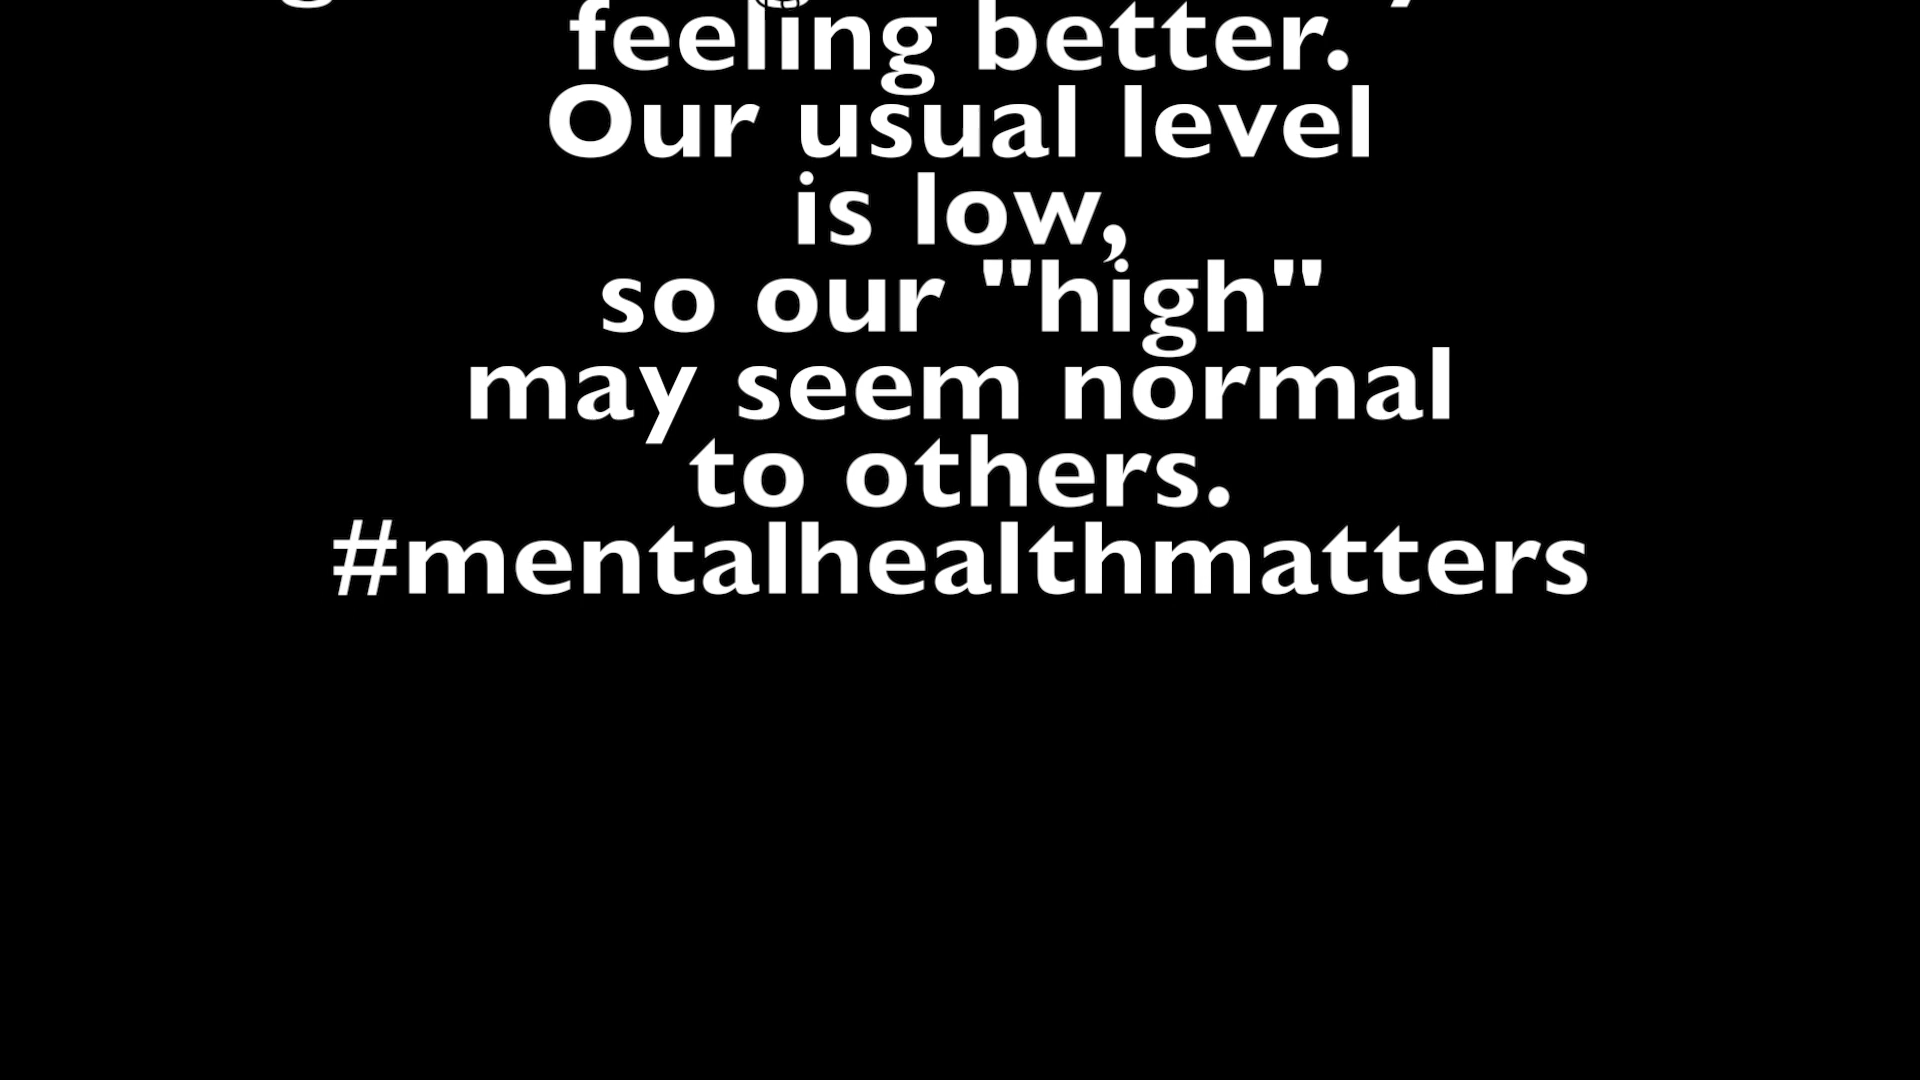 feeling better.
Our usual level
is low,
so our "high"
may seem normal
to others.
#mentalhealthmatters